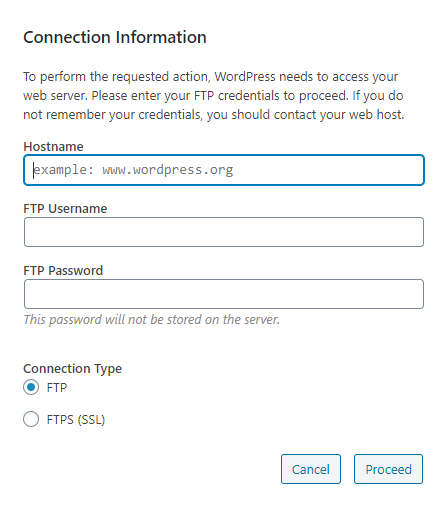 Connection Information
To perform the requested action, WordPress needs to access your
web server. Please enter your FTP credentials to proceed. If you do
not remember your credentials, you should contact your web host.
Hostname
example: www.wordpress.org
FTP Username
FTP Password
This password will not be stored on the server.
Connection Type
FTP
FTPS (SSL)
Cancel Proceed